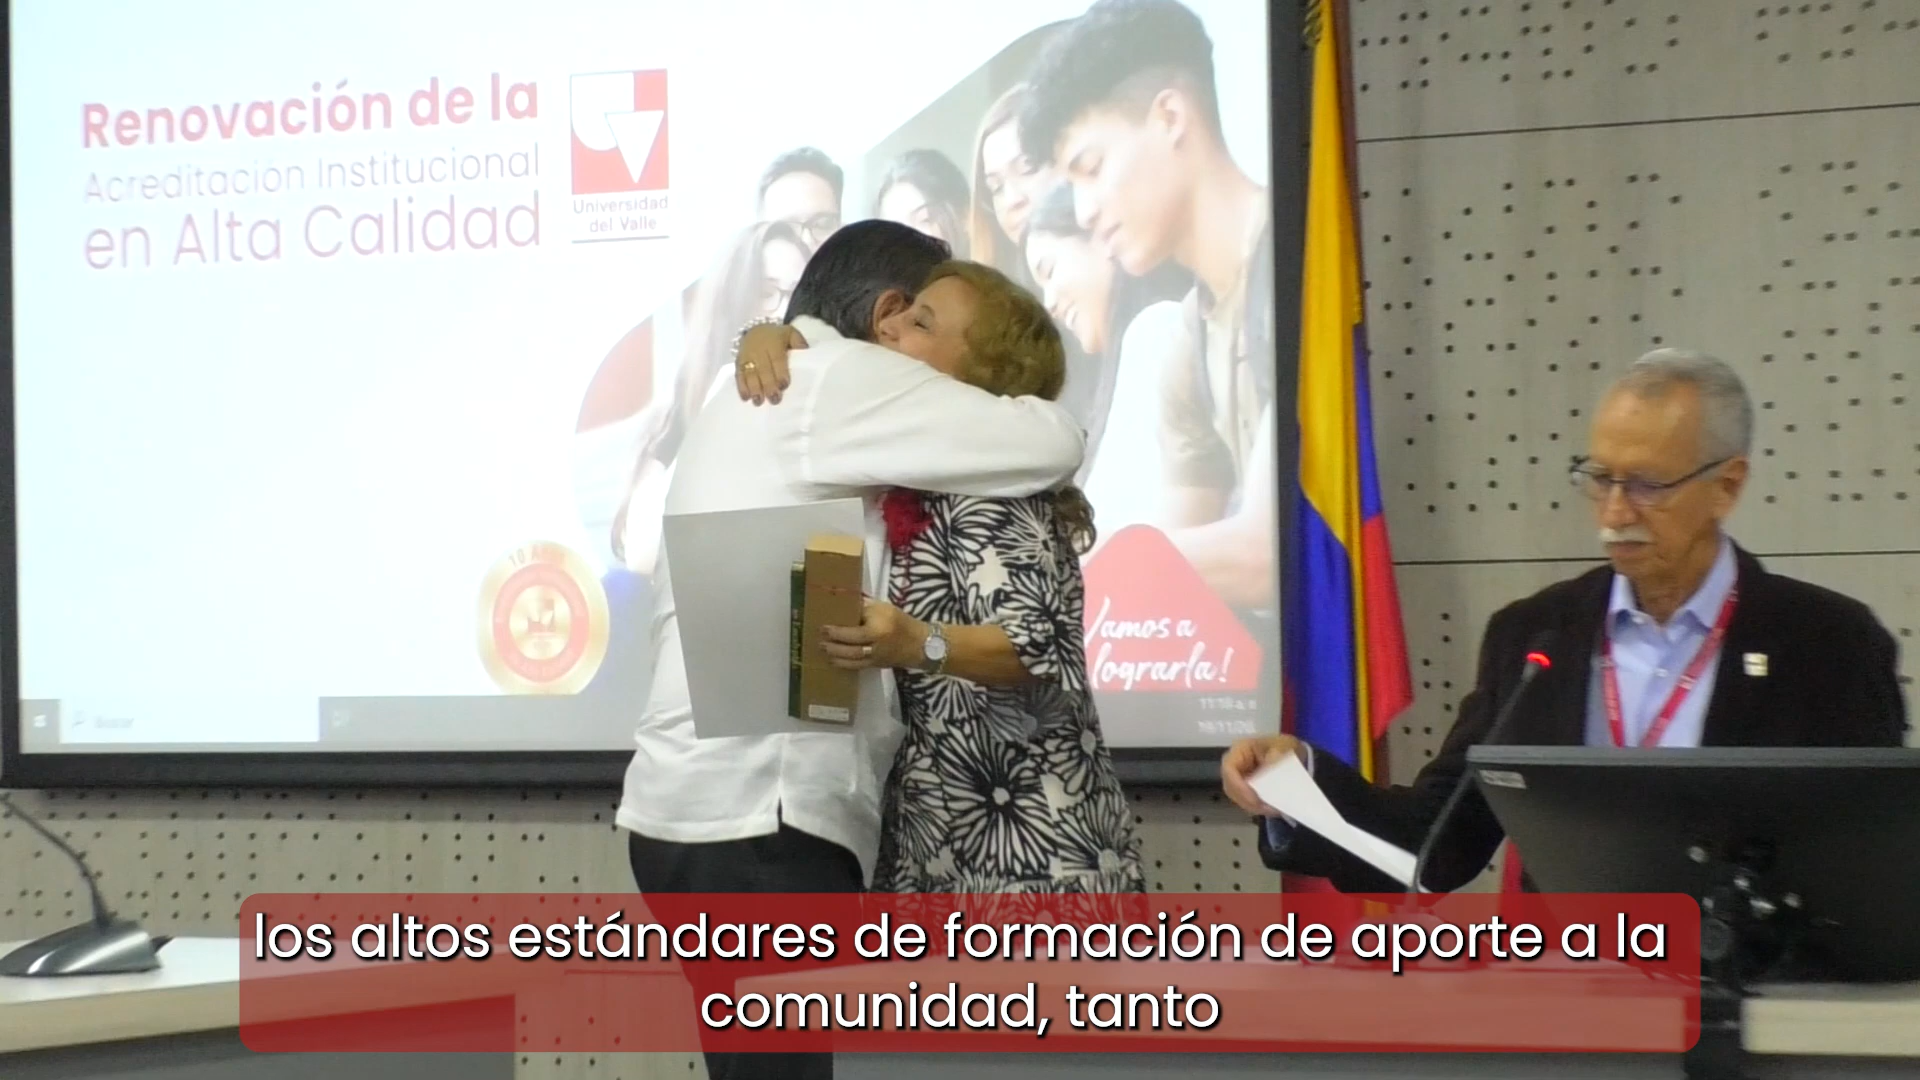 Renovación de la
Acreditación Institucional
en Alta Calidad
Universidad
del Valle
Vamos a
lograrla!
los altos estándares de formación de aporte a la
comunidad, tanto